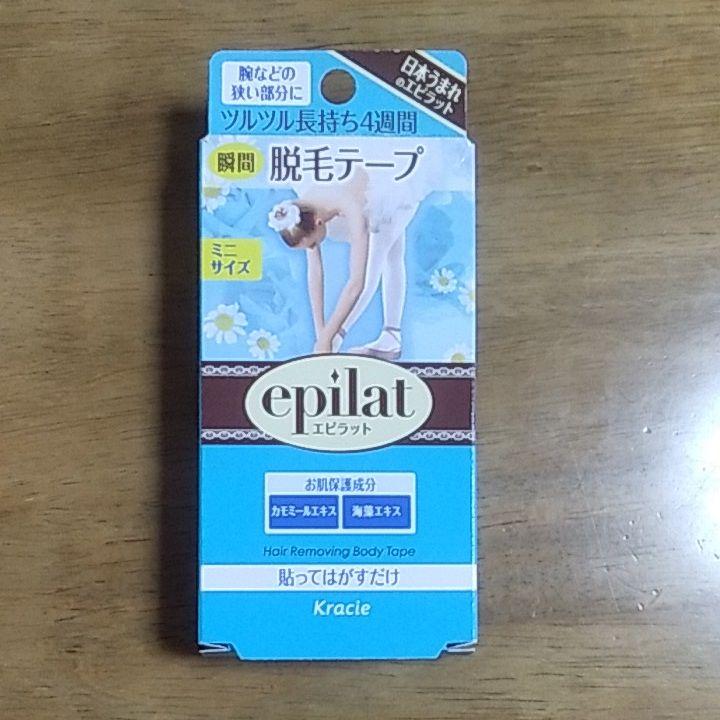 腕などの
狭い部分に
日本うまれ
のエピラット
ツルツル長持ち4週間
瞬間 脱毛テープ
ミニ
サイズ
epilat
エピラット
お肌保護成分
カモミールエキス 海藻エキス
Hair Removing Body Tape
貼ってはがすだけ
Kracie